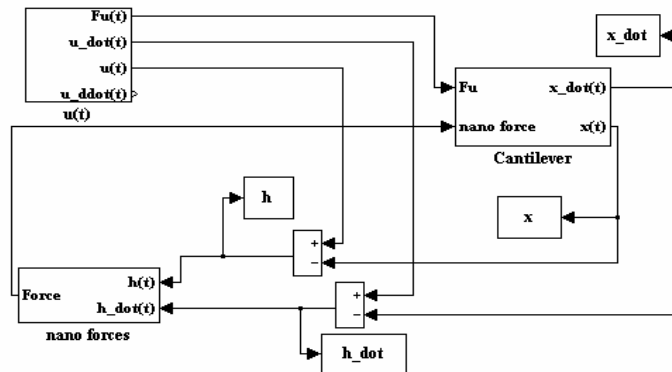 Fu(t)
u_dot(t)
u(t)
u_ddot(t)
u(t)
x_dot
Fu
x_dot(t)
nano force
x(t)
Cantilever
h
x
+
−
h(t)
Force
h_dot(t)
nano forces
+
−
h_dot